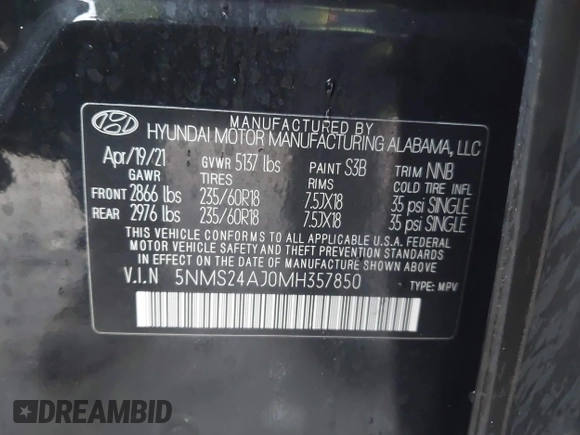 MANUFACTURED BY
HYUNDAI MOTOR MANUFACTURING ALABAMA, LLC
Apr/19/21 GVWR 5137 lbs PAINT S3B TRIM NNB
GAWR TIRES RIMS COLD TIRE INFL
FRONT 2866 lbs 235/60R18 7.5JX18 35 psi SINGLE
REAR 2976 lbs 235/60R18 7.5JX18 35 psi SINGLE
THIS VEHICLE CONFORMS TO ALL APPLICABLE U.S.A. FEDERAL
MOTOR VEHICLE SAFETY AND THEFT PREVENTION STANDARDS
IN EFFECT ON THE DATE OF MANUFACTURE SHOWN ABOVE.
V.I.N 5NMS24AJ0MH357850 TYPE: MPV
DREAMBID